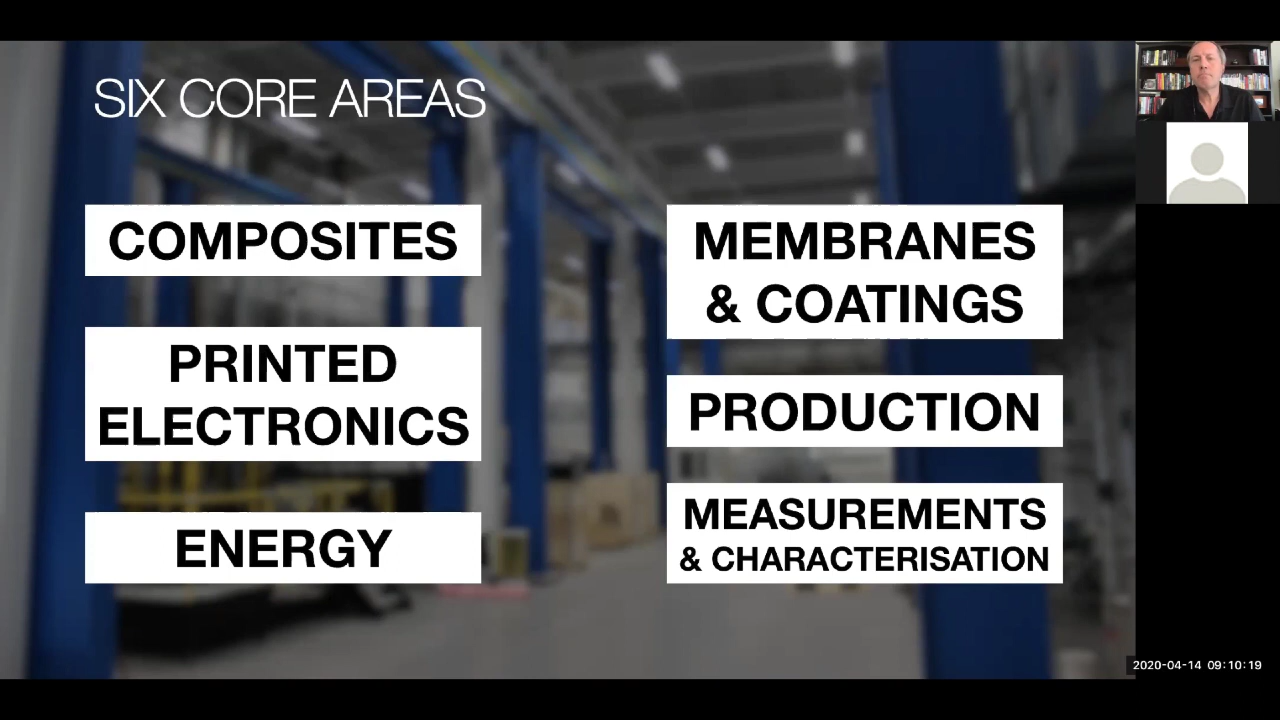 SIX CORE AREAS
COMPOSITES
PRINTED
ELECTRONICS
ENERGY
MEMBRANES
& COATINGS
PRODUCTION
MEASUREMENTS
& CHARACTERISATION
2020-04-14 09:10:19